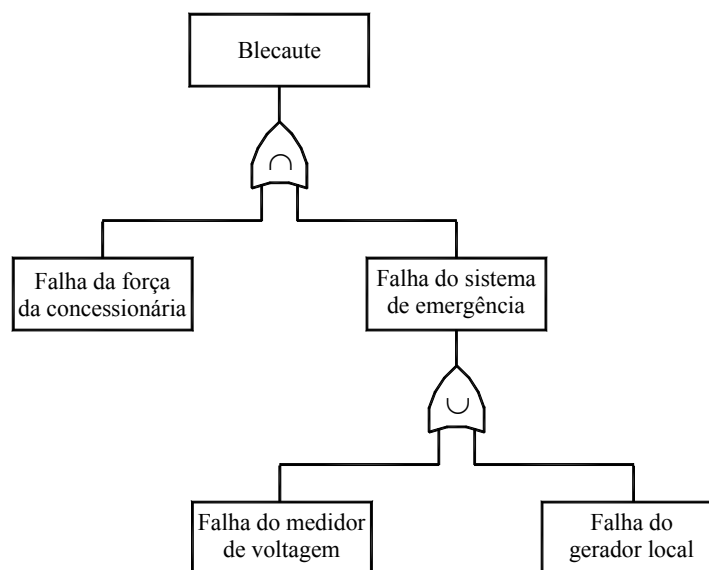 Blecaute
∩
Falha da força
da concessionária
Falha do sistema
de emergência
∪
Falha do medidor
de voltagem
Falha do
gerador local